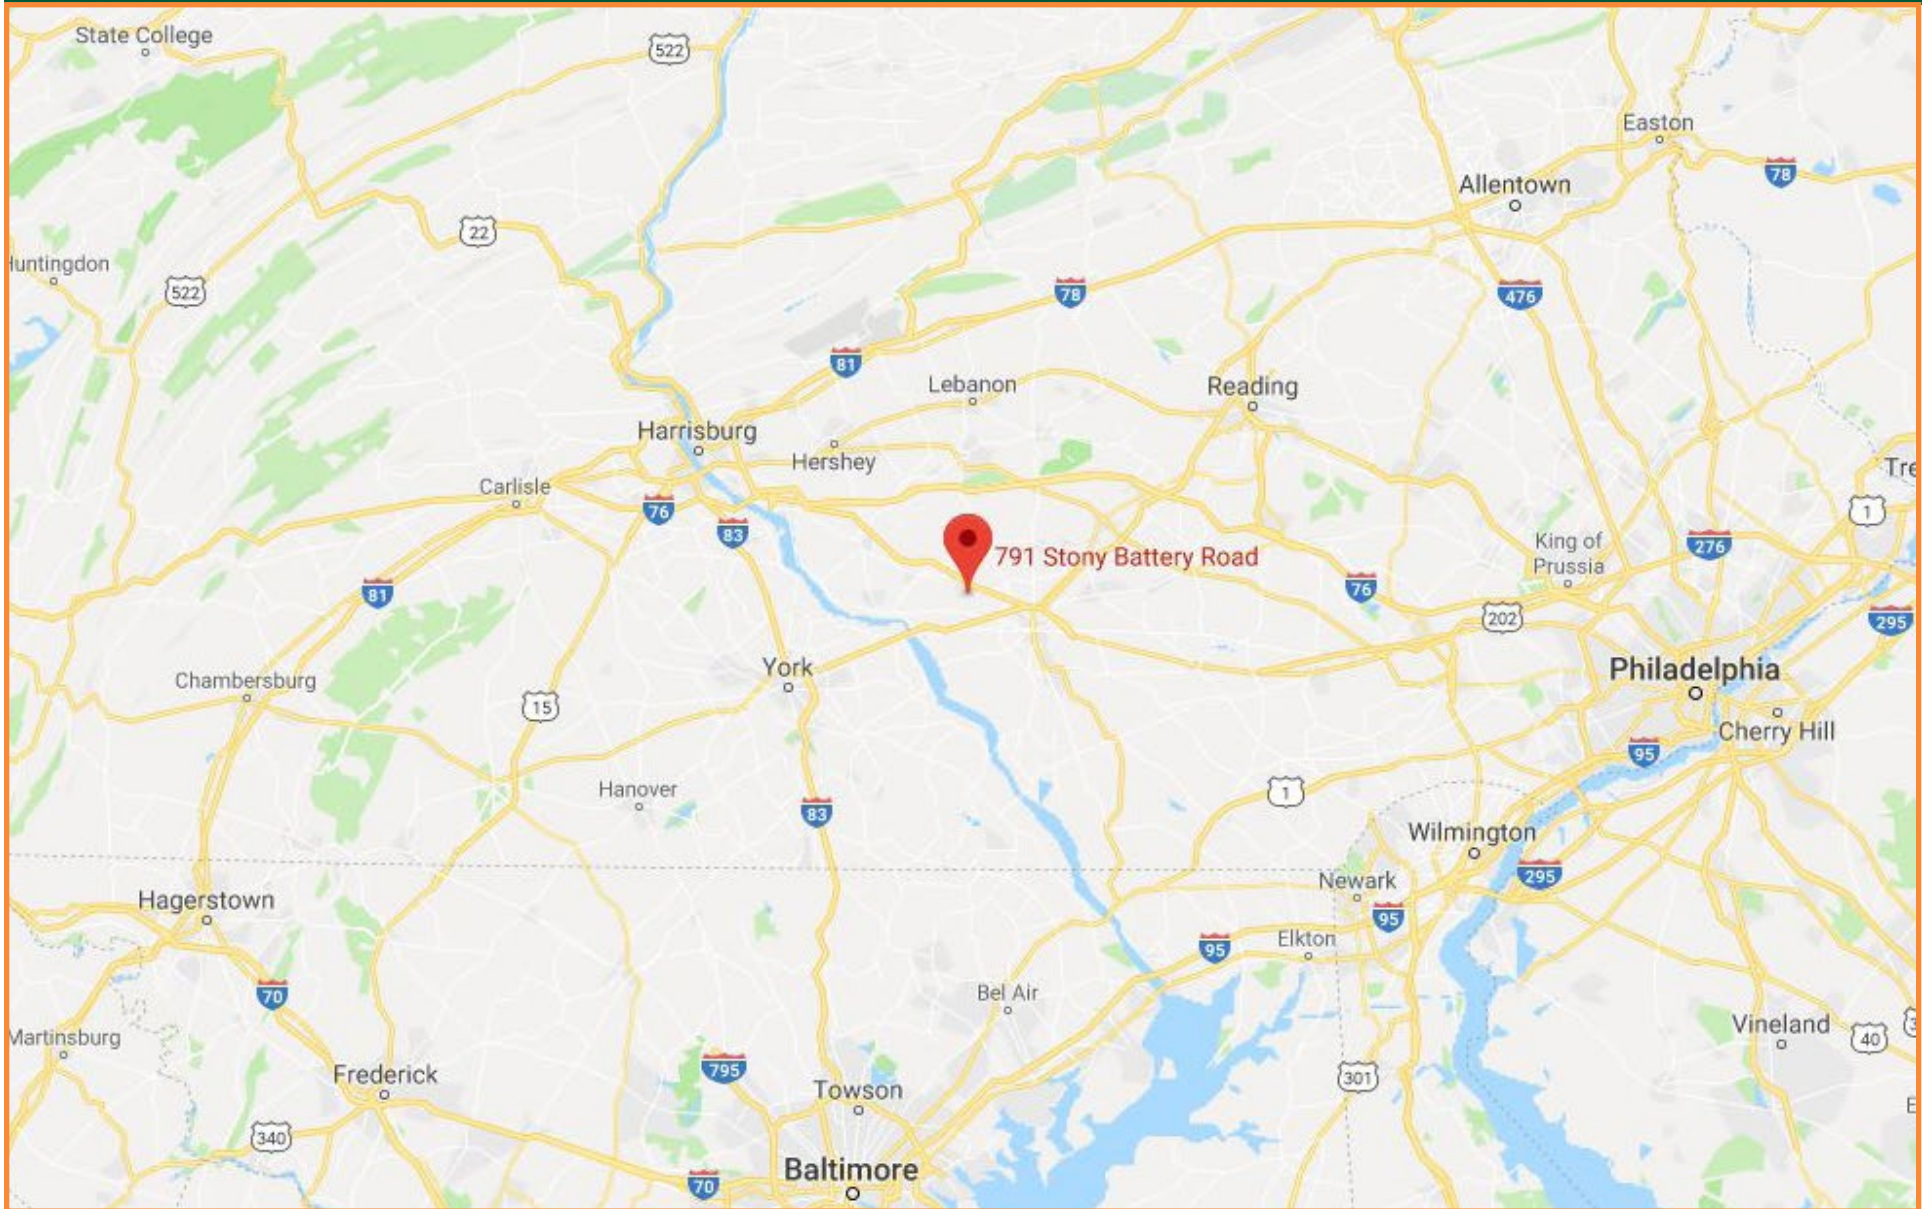 State College
522
Easton
78
Allentown
22
Huntingdon
522
78
476
81
Lebanon
Reading
Harrisburg
Hershey
Carlisle
Tre
76
83
1
791 Stony Battery Road
King of
Prussia
276
81
76
202
295
Philadelphia
York
Chambersburg
15
Cherry Hill
95
Hanover
1
83
Wilmington
295
Newark
95
Hagerstown
Elkton
95
70
Bel Air
Vineland
40
3
Martinsburg
795
Frederick
301
Towson
E
340
Baltimore
70